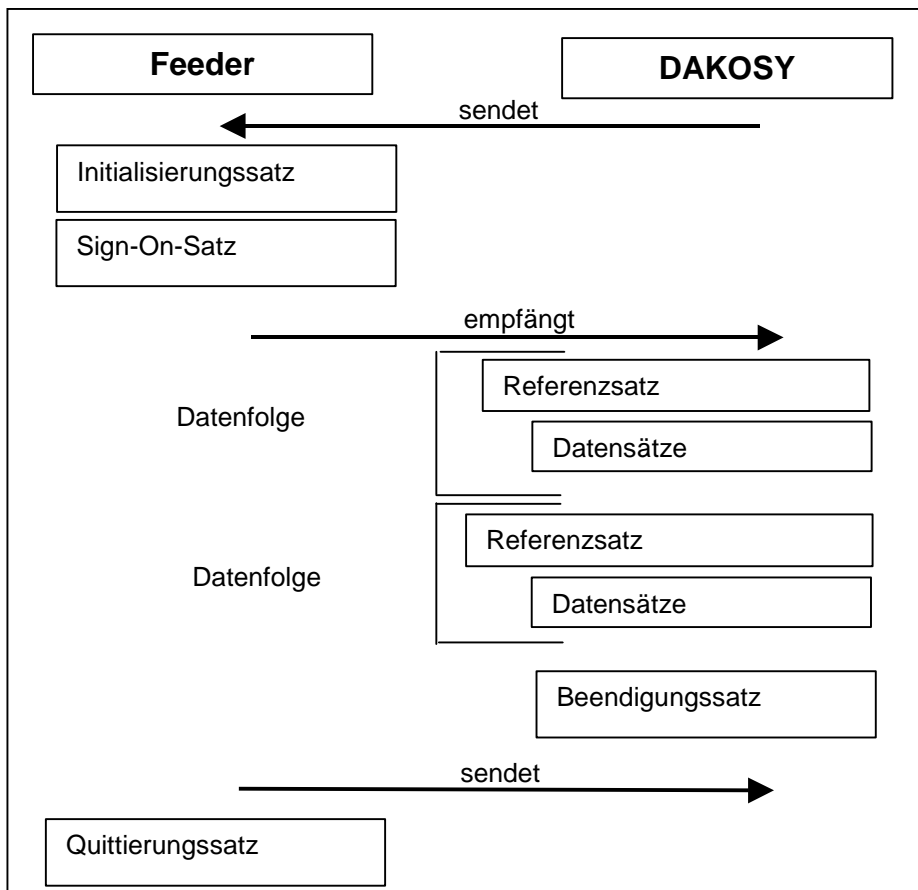 Feeder
DAKOSY
sendet
Initialisierungssatz
Sign-On-Satz
empfängt
Referenzsatz
Datenfolge
Datensätze
Referenzsatz
Datenfolge
Datensätze
Beendigungssatz
sendet
Quittierungssatz